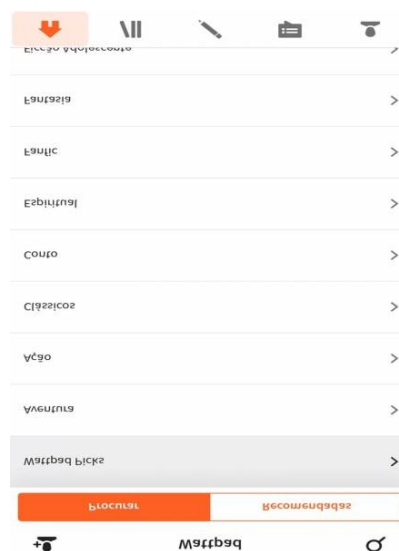 Wattpad
Procurar Recomendadas
Wattpad Picks
Aventura
Ação
Clássicos
Conto
Espiritual
Fanfic
Fantasia
Ficção Adolescente